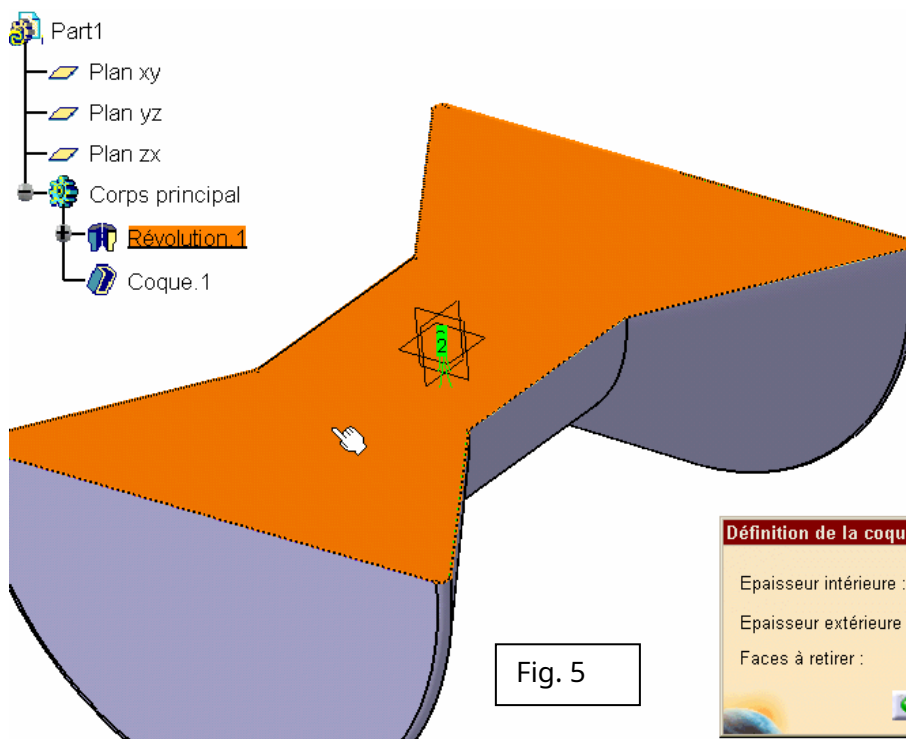 Part1
Plan xy
Plan yz
Plan zx
Corps principal
Révolution.1
Coque.1
2
Définition de la coqu
Epaisseur intérieure :
Epaisseur extérieure
Faces à retirer :
Fig. 5